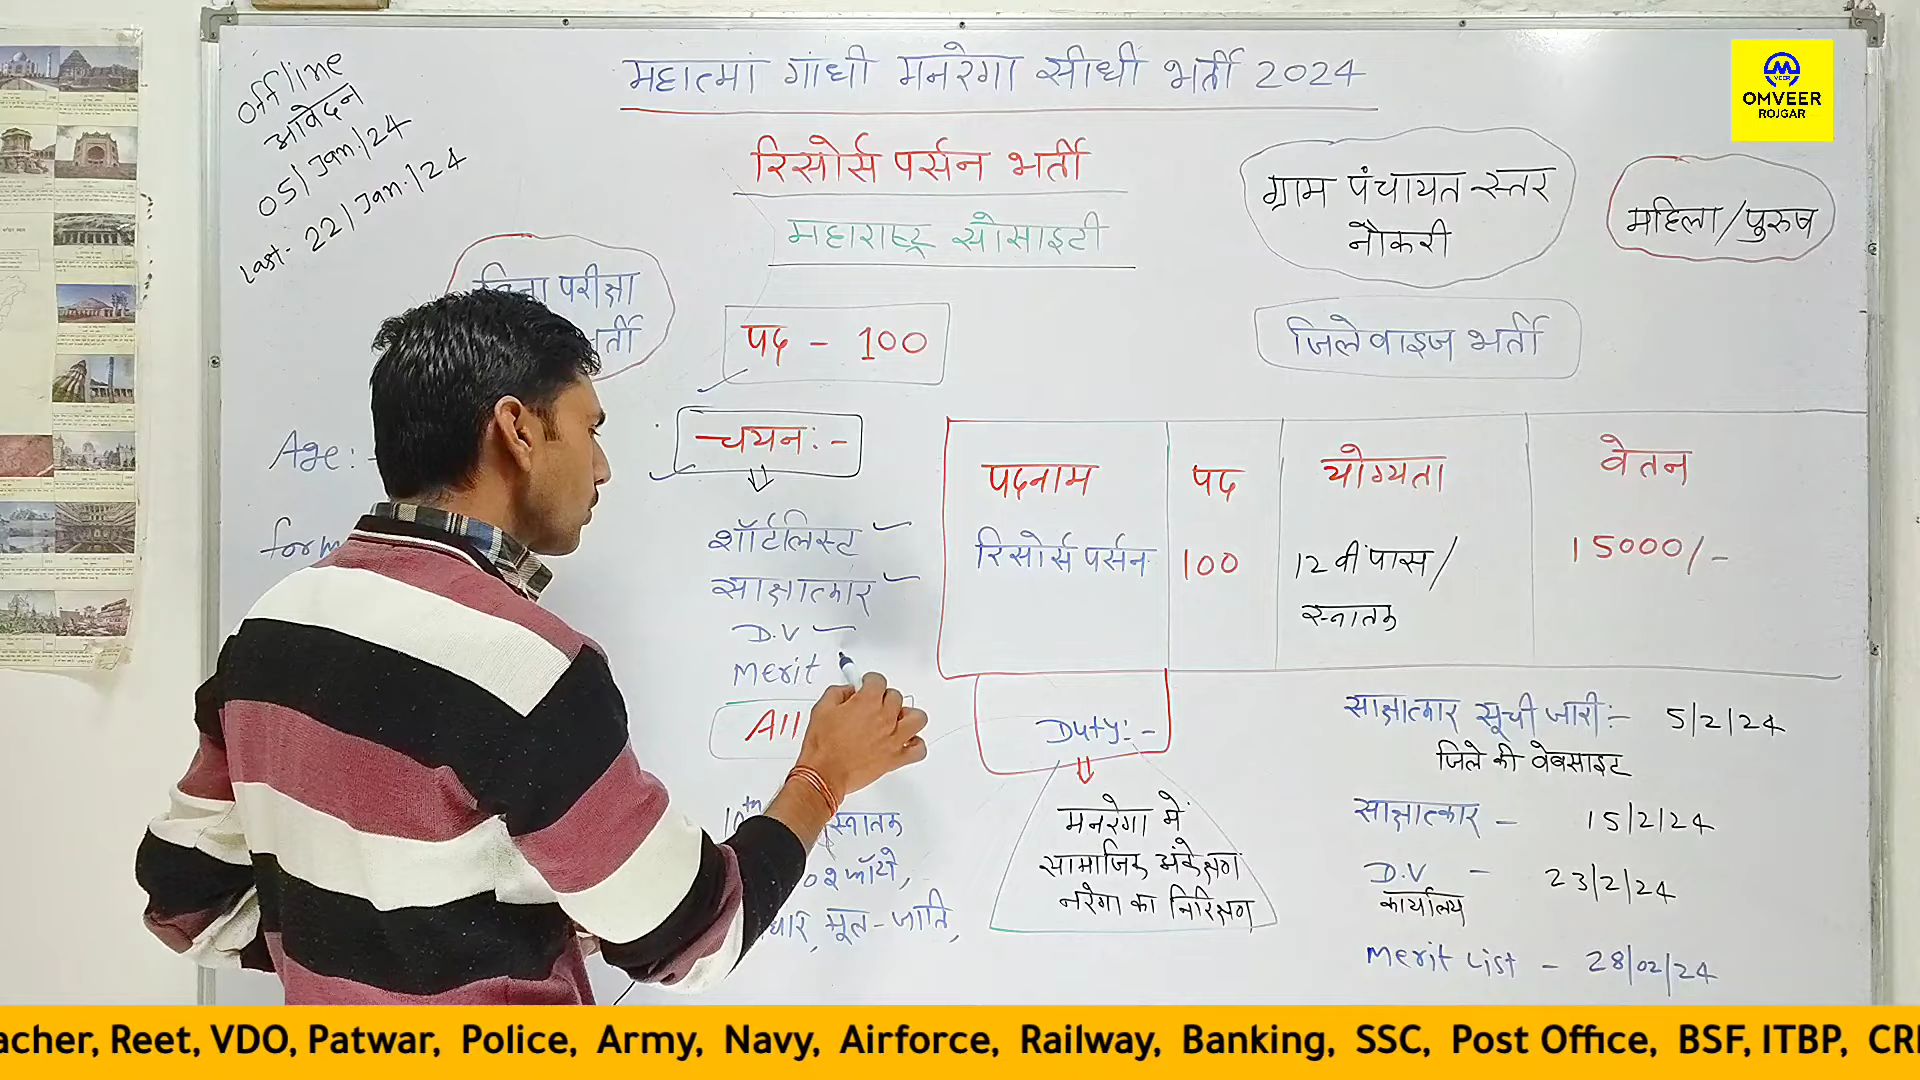 offline
आवेदन
05/Jan./24
Last- 22/Jan./24
महात्मां गांधी मनरेगा सीधी भर्ती 2024
रिसोर्स पर्सन भर्ती
महाराष्ट्र सोसाइटी
ग्राम पंचायत स्तर
नौकरी
महिला/पुरुष
OMVEER
ROJGAR
परीक्षा
पद - 100
जिलेवाइज भर्ती
Age:
चयन:-
शॉर्टलिस्ट
साक्षात्कार
D.V
Merit
All
पदनाम पद योग्यता वेतन
रिसोर्स पर्सन 100 12वीं पास/ 15000/-
स्नातक
Duty:-
मनरेगा में
सामाजिक अंकेक्षण
नरेगा का निरिक्षण
10th स्नातक
02 फोटो,
मूल-जाति,
साक्षात्कार सूची जारी:- 5/2/24
जिले की वेबसाइट
साक्षात्कार - 15/2/24
D.V - 23/2/24
कार्यालय
Merit List - 28/02/24
acher, Reet, VDO, Patwar, Police, Army, Navy, Airforce, Railway, Banking, SSC, Post Office, BSF, ITBP, CR